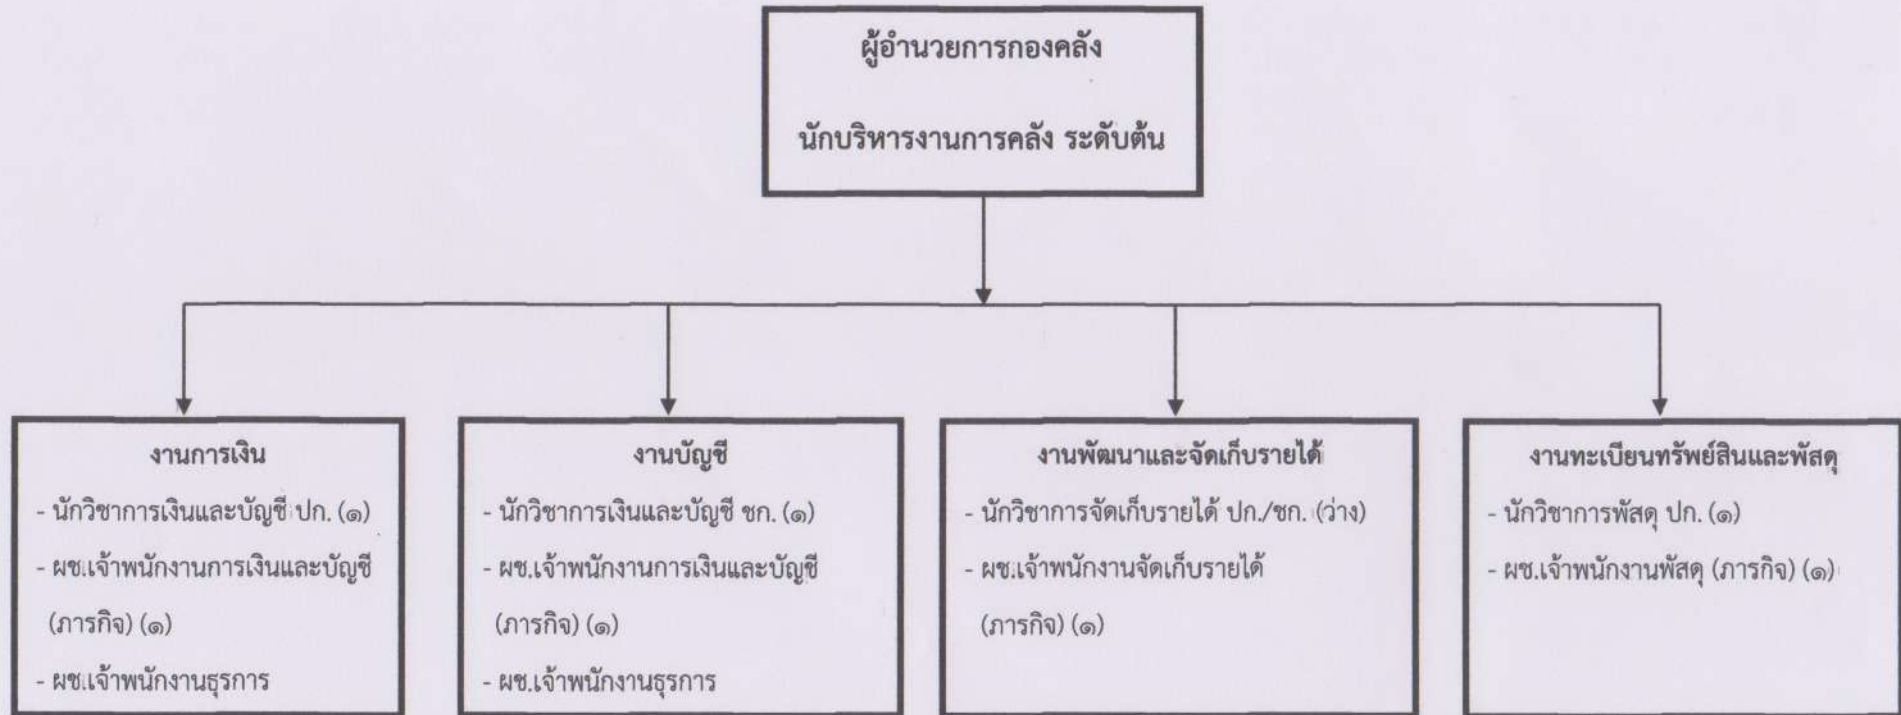 ผู้อำนวยการกองคลัง
นักบริหารงานการคลัง ระดับต้น
งานการเงิน
- นักวิชาการเงินและบัญชี ปก. (๑)
- ผช.เจ้าพนักงานการเงินและบัญชี
(ภารกิจ) (๑)
- ผช.เจ้าพนักงานธุรการ
งานบัญชี
- นักวิชาการเงินและบัญชี ชก. (๑)
- ผช.เจ้าพนักงานการเงินและบัญชี
(ภารกิจ) (๑)
- ผช.เจ้าพนักงานธุรการ
งานพัฒนาและจัดเก็บรายได้
- นักวิชาการจัดเก็บรายได้ ปก./ชก. (ว่าง)
- ผช.เจ้าพนักงานจัดเก็บรายได้
(ภารกิจ) (๑)
งานทะเบียนทรัพย์สินและพัสดุ
- นักวิชาการพัสดุ ปก. (๑)
- ผช.เจ้าพนักงานพัสดุ (ภารกิจ) (๑)